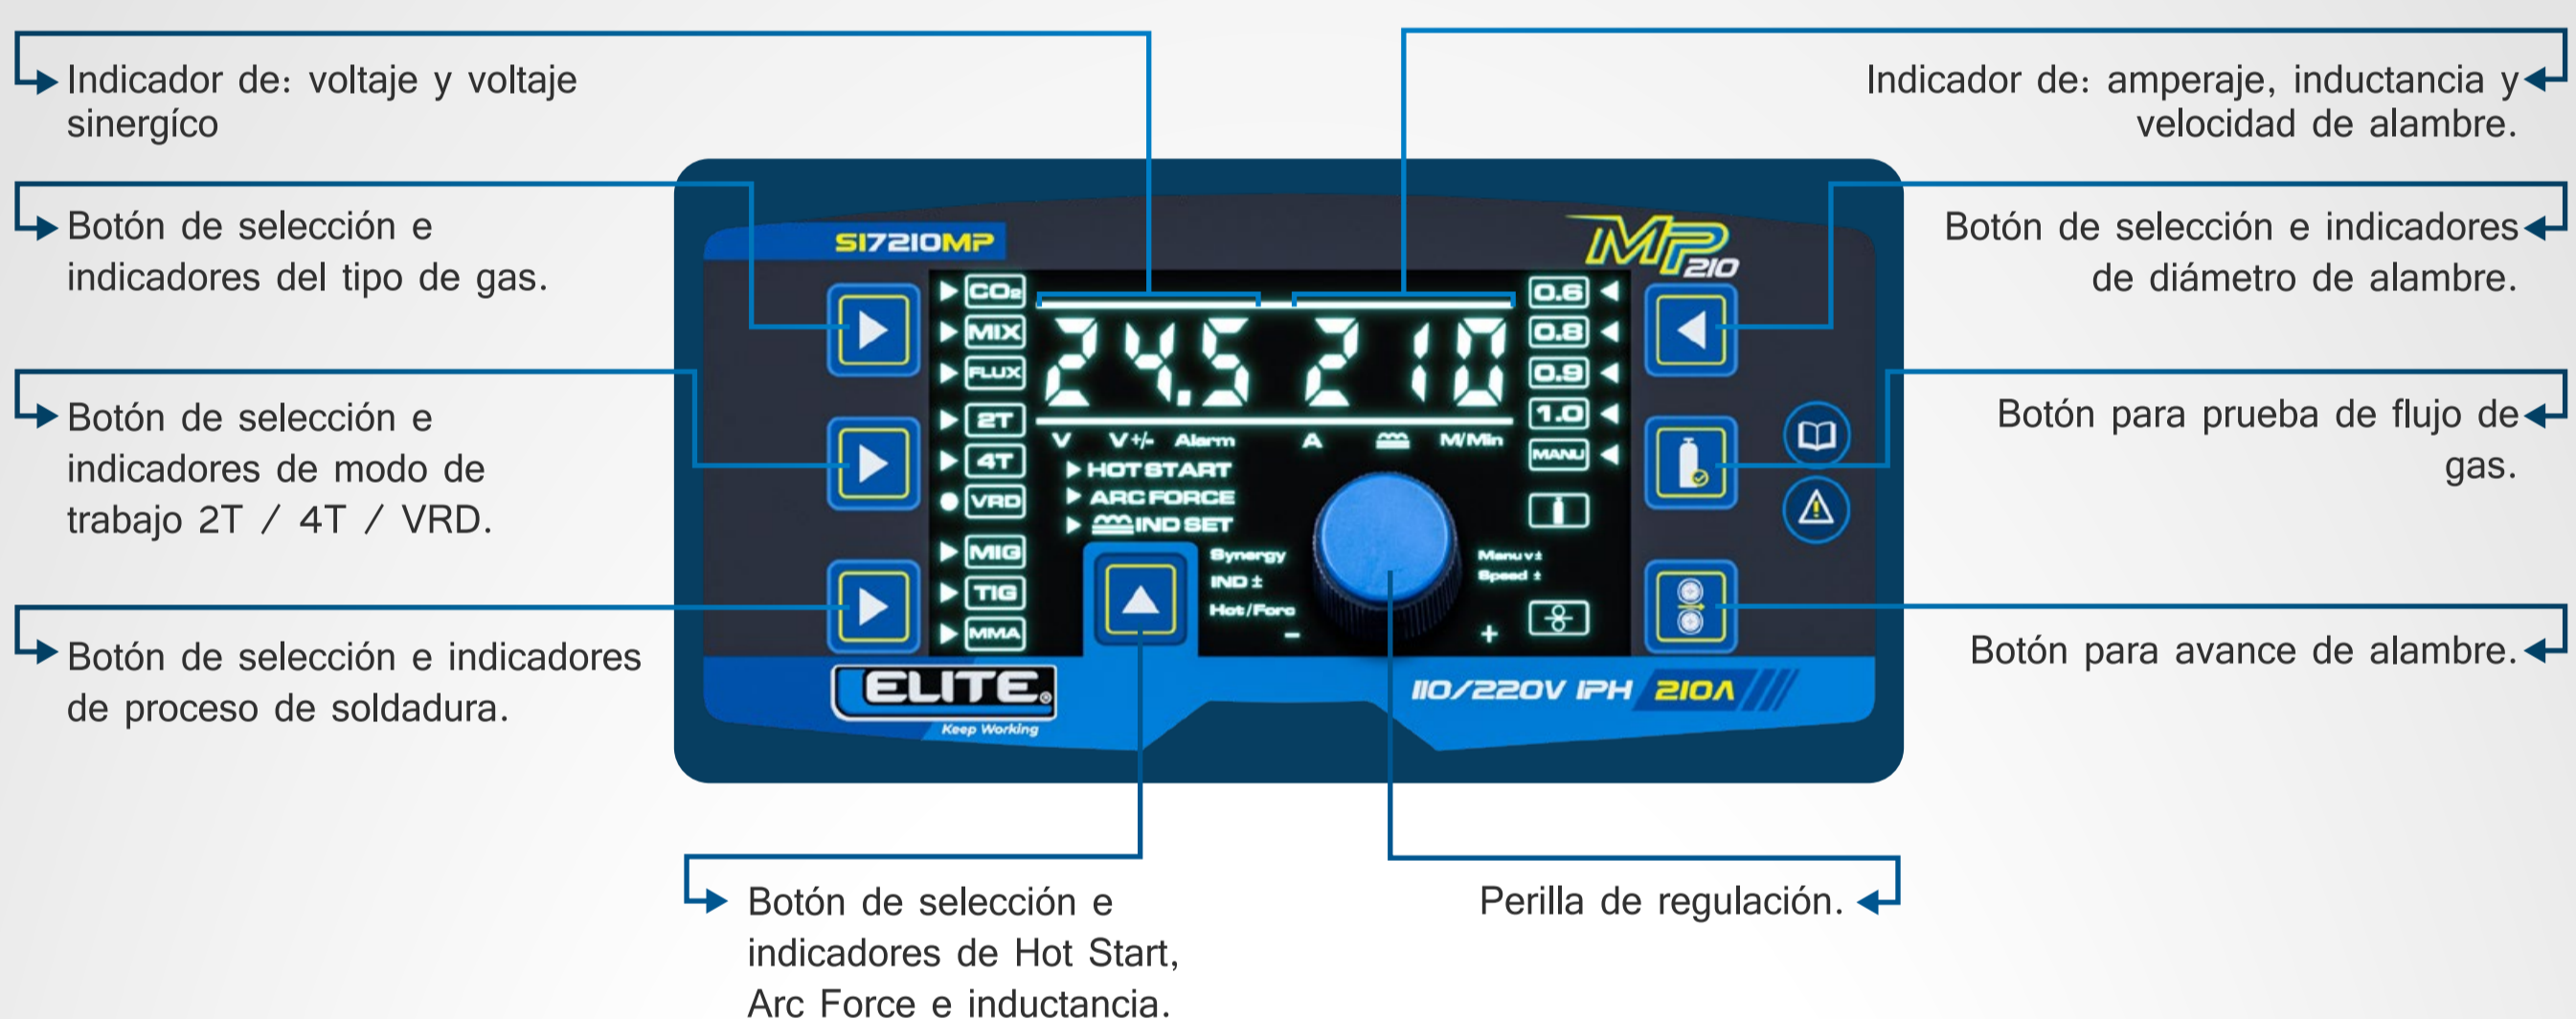 Indicador de: voltaje y voltaje
sinergíco
Botón de selección e
indicadores del tipo de gas.
Botón de selección e
indicadores de modo de
trabajo 2T / 4T / VRD.
Botón de selección e indicadores
de proceso de soldadura.
Indicador de: amperaje, inductancia y
velocidad de alambre.
Botón de selección e indicadores
de diámetro de alambre.
Botón para prueba de flujo de
gas.
Botón para avance de alambre.
SI7210MP
MP
210
CO₂
MIX
FLUX
2T
4T
VRD
MIG
TIG
MMA
24.5 210
V V+/- Alarm A M/Min
HOT START
ARC FORCE
IND SET
Synergy
IND ±
Hot/Forc
-
Manu v±
Speed ±
+
0.6
0.8
0.9
1.0
MANU
ELITE®
Keep Working
110/220V 1PH 210A
Botón de selección e
indicadores de Hot Start,
Arc Force e inductancia.
Perilla de regulación.